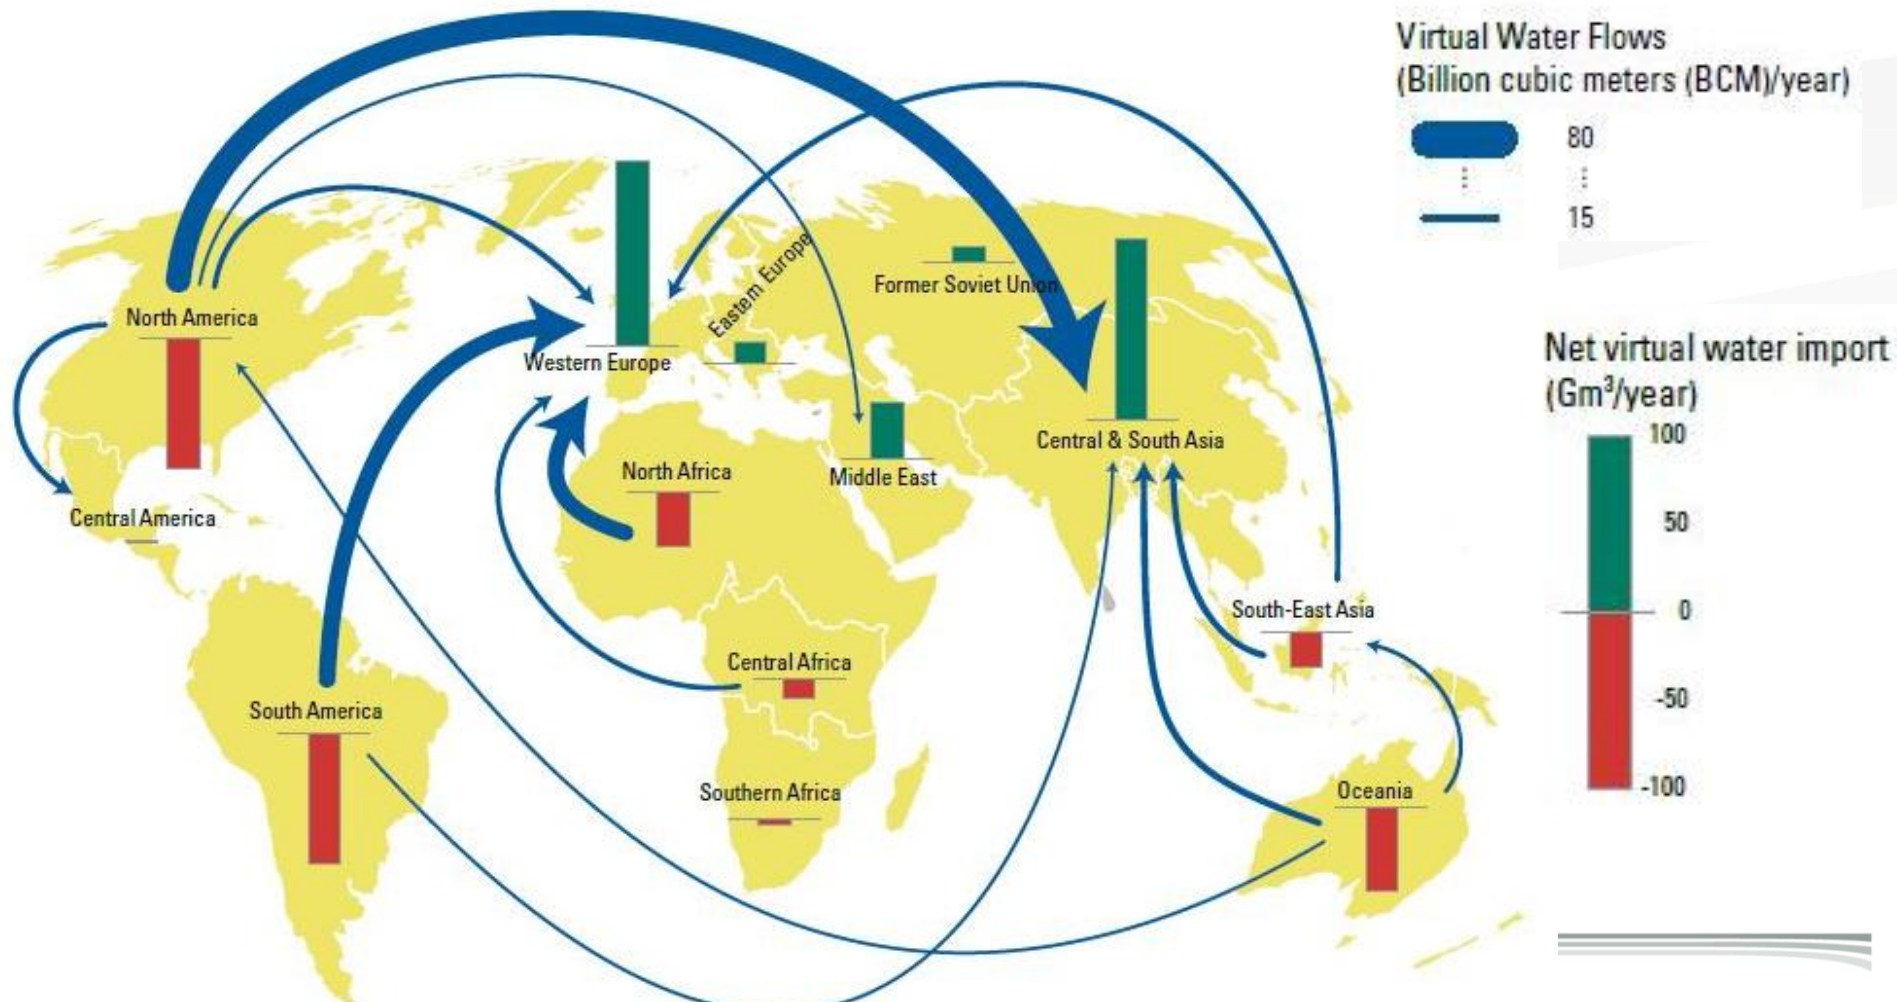 Virtual Water Flows
(Billion cubic meters (BCM)/year)
80
15
Net virtual water import
(Gm³/year)
100
50
0
-50
-100
North America
Central America
South America
Western Europe
Eastern Europe
Former Soviet Union
Middle East
Central & South Asia
North Africa
Central Africa
Southern Africa
South-East Asia
Oceania